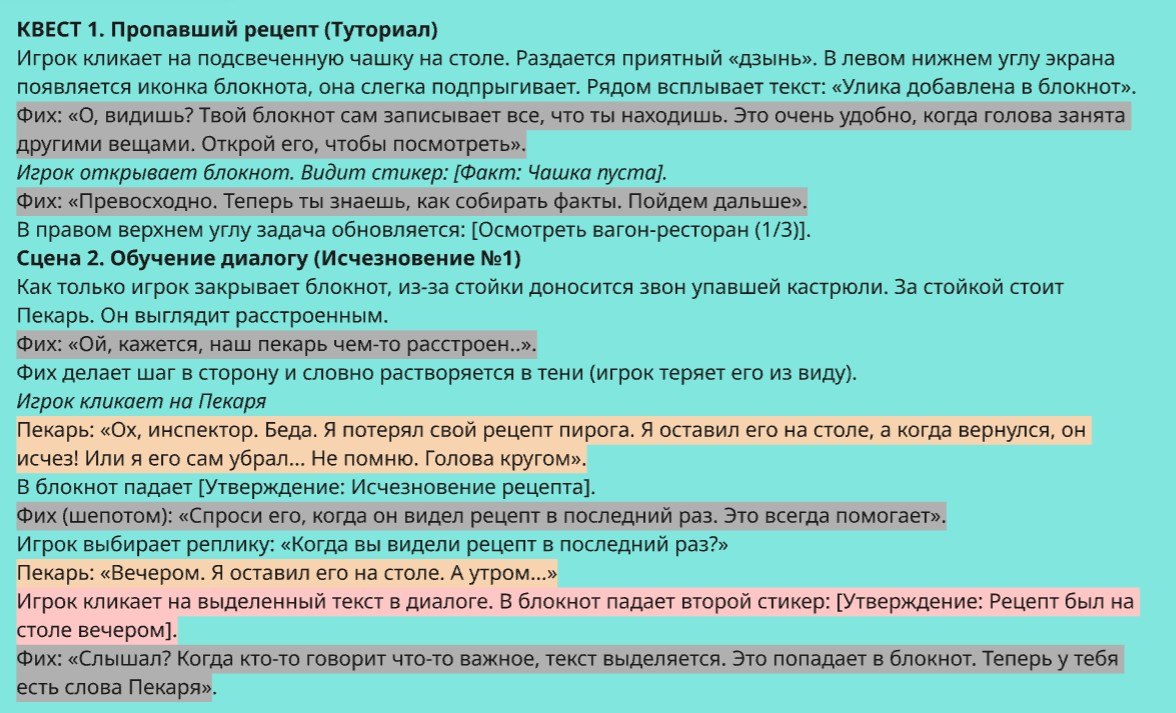 КВЕСТ 1. Пропавший рецепт (Туториал)
Игрок кликает на подсвеченную чашку на столе. Раздается приятный «дзынь». В левом нижнем углу экрана
появляется иконка блокнота, она слегка подпрыгивает. Рядом всплывает текст: «Улика добавлена в блокнот».
Фих: «О, видишь? Твой блокнот сам записывает все, что ты находишь. Это очень удобно, когда голова занята
другими вещами. Открой его, чтобы посмотреть».
Игрок открывает блокнот. Видит стикер: [Факт: Чашка пуста].
Фих: «Превосходно. Теперь ты знаешь, как собирать факты. Пойдем дальше».
В правом верхнем углу задача обновляется: [Осмотреть вагон-ресторан (1/3)].
Сцена 2. Обучение диалогу (Исчезновение №1)
Как только игрок закрывает блокнот, из-за стойки доносится звон упавшей кастрюли. За стойкой стоит
Пекарь. Он выглядит расстроенным.
Фих: «Ой, кажется, наш пекарь чем-то расстроен..».
Фих делает шаг в сторону и словно растворяется в тени (игрок теряет его из виду).
Игрок кликает на Пекаря
Пекарь: «Ох, инспектор. Беда. Я потерял свой рецепт пирога. Я оставил его на столе, а когда вернулся, он
исчез! Или я его сам убрал... Не помню. Голова кругом».
В блокнот падает [Утверждение: Исчезновение рецепта].
Фих (шепотом): «Спроси его, когда он видел рецепт в последний раз. Это всегда помогает».
Игрок выбирает реплику: «Когда вы видели рецепт в последний раз?»
Пекарь: «Вечером. Я оставил его на столе. А утром...»
Игрок кликает на выделенный текст в диалоге. В блокнот падает второй стикер: [Утверждение: Рецепт был на
столе вечером].
Фих: «Слышал? Когда кто-то говорит что-то важное, текст выделяется. Это попадает в блокнот. Теперь у тебя
есть слова Пекаря».